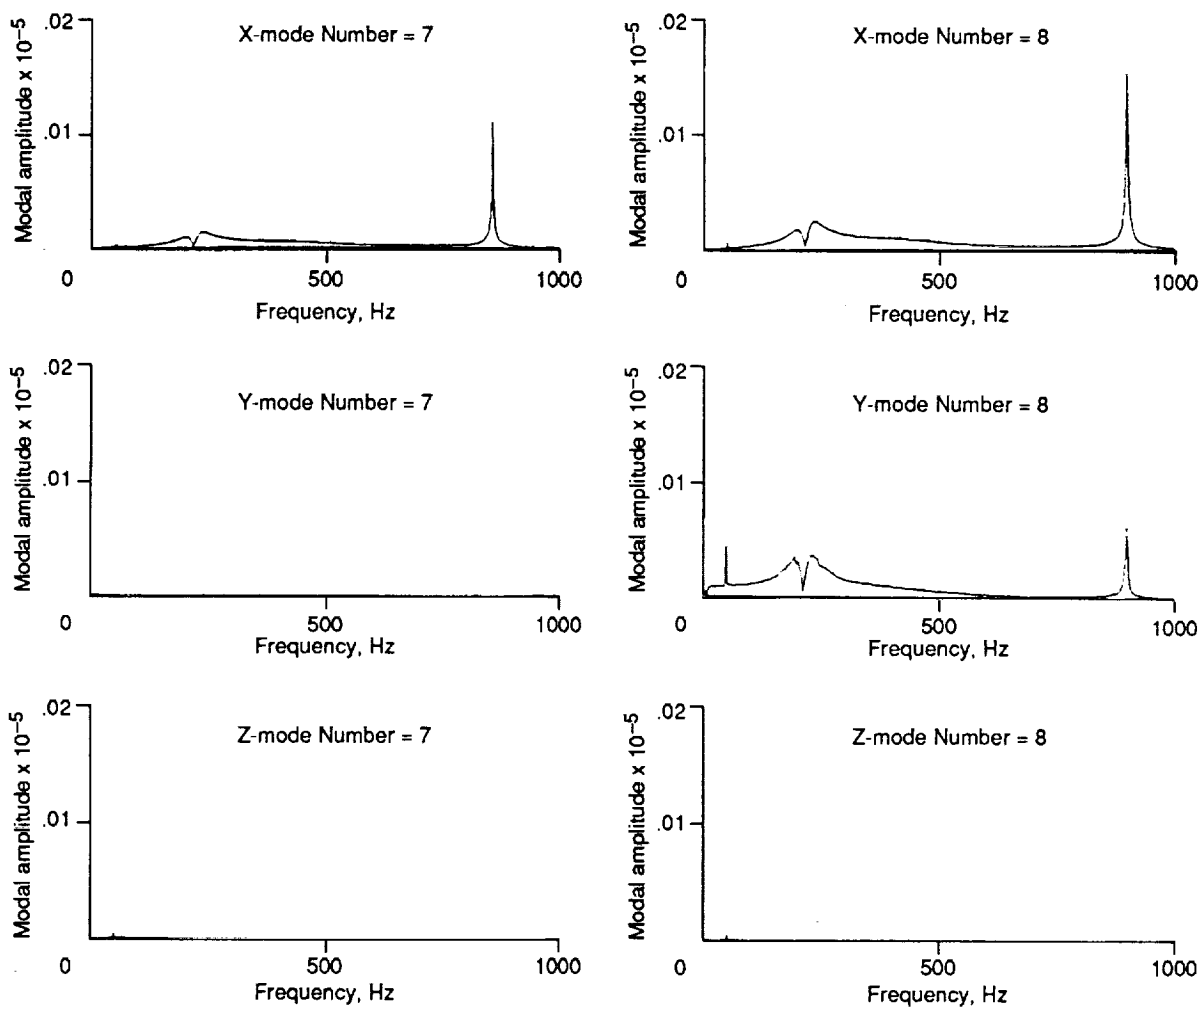 .02
X-mode Number = 7
.01
Modal amplitude x 10−5
0
500
1000
Frequency, Hz
.02
X-mode Number = 8
.01
Modal amplitude x 10−5
0
500
1000
Frequency, Hz
.02
Y-mode Number = 7
.01
Modal amplitude x 10−5
0
500
1000
Frequency, Hz
.02
Y-mode Number = 8
.01
Modal amplitude x 10−5
0
500
1000
Frequency, Hz
.02
Z-mode Number = 7
.01
Modal amplitude x 10−5
0
500
1000
Frequency, Hz
.02
Z-mode Number = 8
.01
Modal amplitude x 10−5
0
500
1000
Frequency, Hz